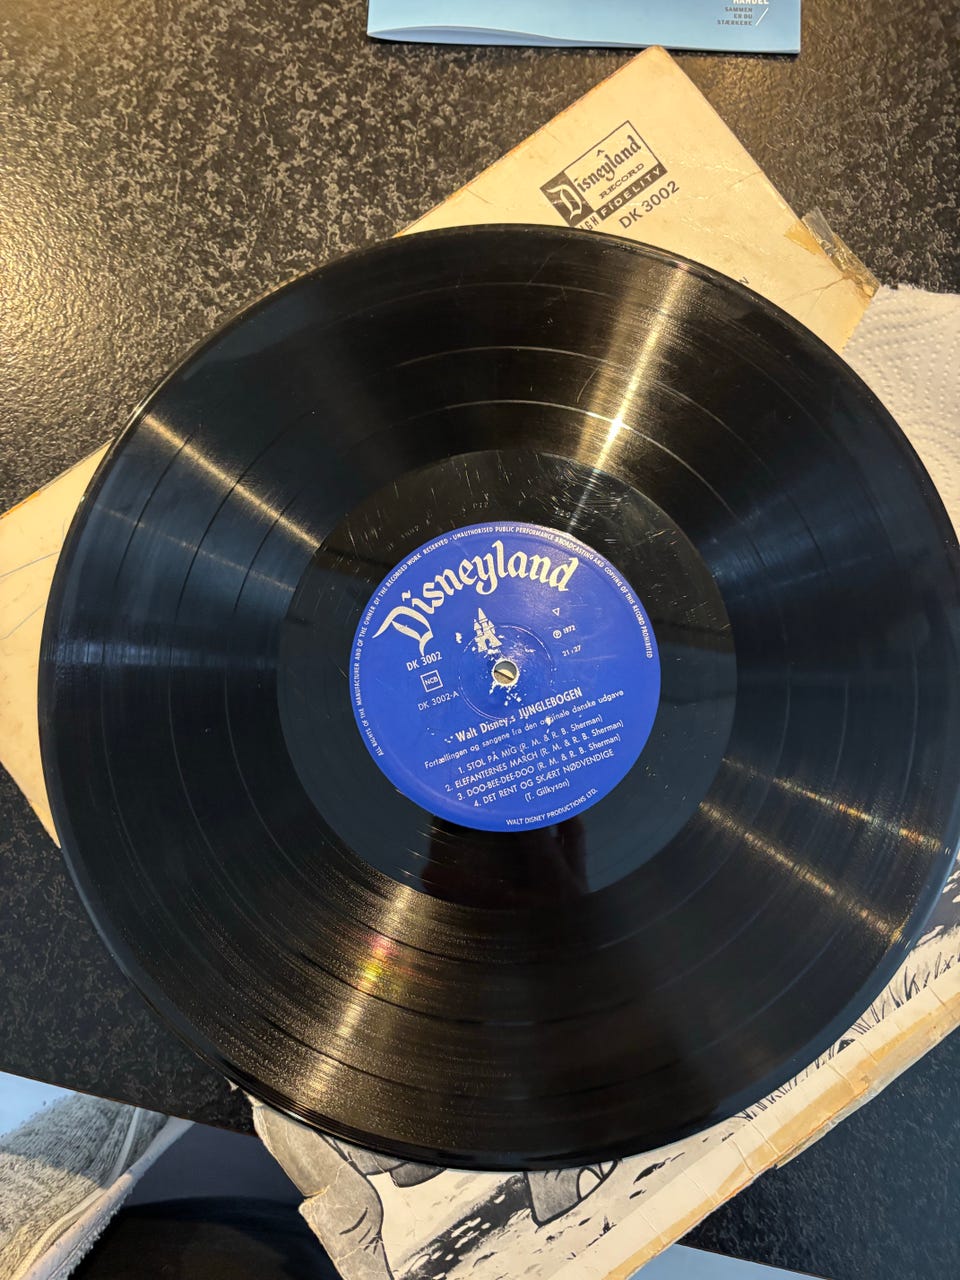 HANDEL
SAMMEN
ER DU
STÆRKERE
Disneyland
RECORD
HIGH FIDELITY
DK 3002
ALL RIGHTS OF THE MANUFACTURER AND OF THE OWNER OF THE RECORDED WORK RESERVED - UNAUTHORISED PUBLIC PERFORMANCE BROADCASTING AND COPYING OF THIS RECORD PROHIBITED
Disneyland
DK 3002
NCB
DK 3002-A
℗ 1972
21:27
Walt Disney,s JUNGLEBOGEN
Fortællingen og sangene fra den originale danske udgave
1. STOL PÅ MIG (R. M. & R. B. Sherman)
2. ELEFANTERNES MARCH (R. M. & R. B. Sherman)
3. DOO-BEE-DEE-DOO (R. M. & R. B. Sherman)
4. DET RENT OG SKÆRT NØDVENDIGE
(T. Gilkyson)
WALT DISNEY PRODUCTIONS LTD.